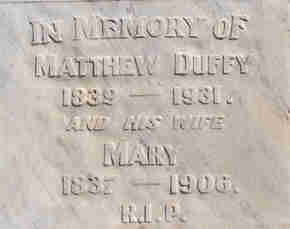 IN MEMORY OF
MATTHEW DUFFY
1839 — 1931.
AND HIS WIFE
MARY
1837 — 1906.
R.I.P.